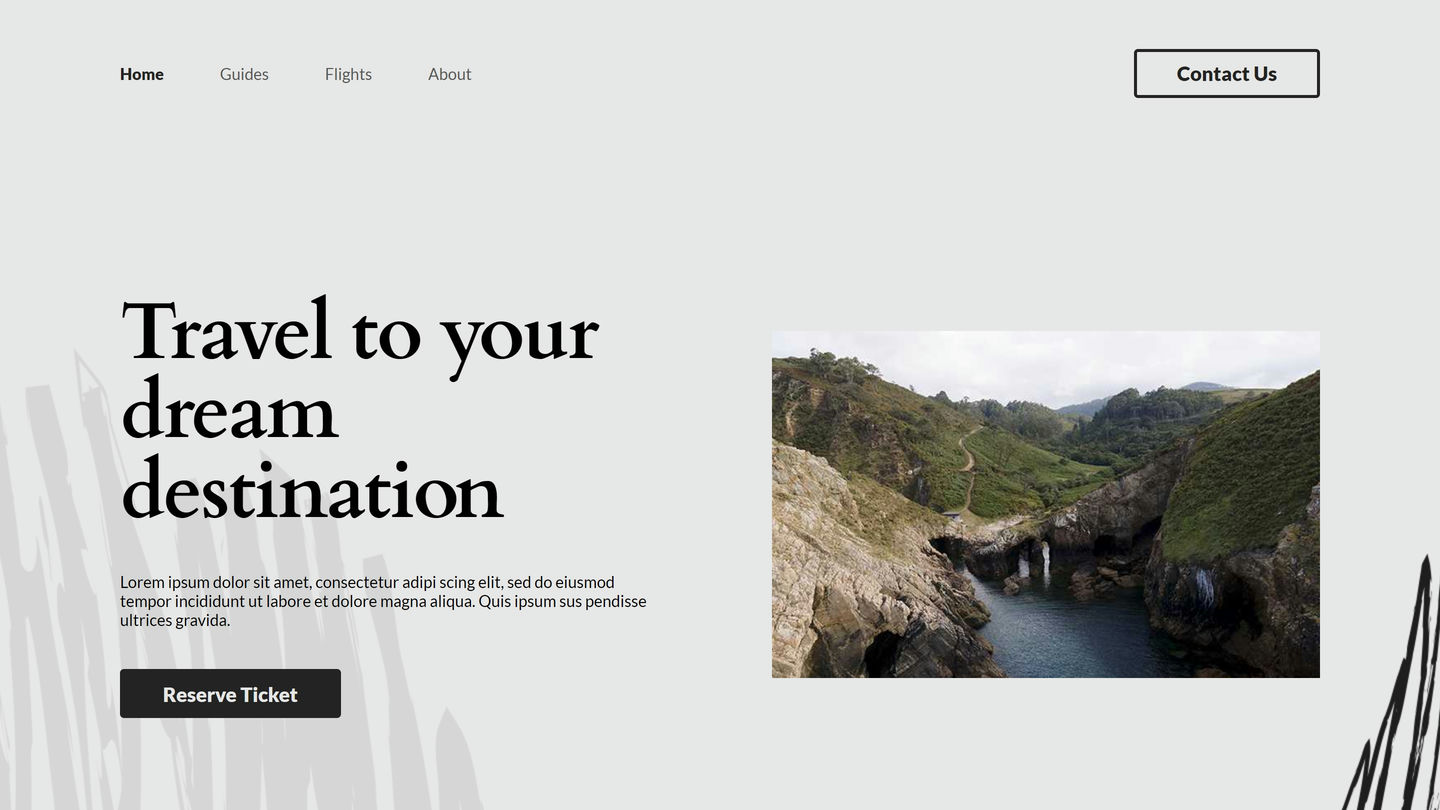 Home Guides Flights About Contact Us
Travel to your
dream
destination
Lorem ipsum dolor sit amet, consectetur adipi scing elit, sed do eiusmod
tempor incididunt ut labore et dolore magna aliqua. Quis ipsum sus pendisse
ultrices gravida.
Reserve Ticket